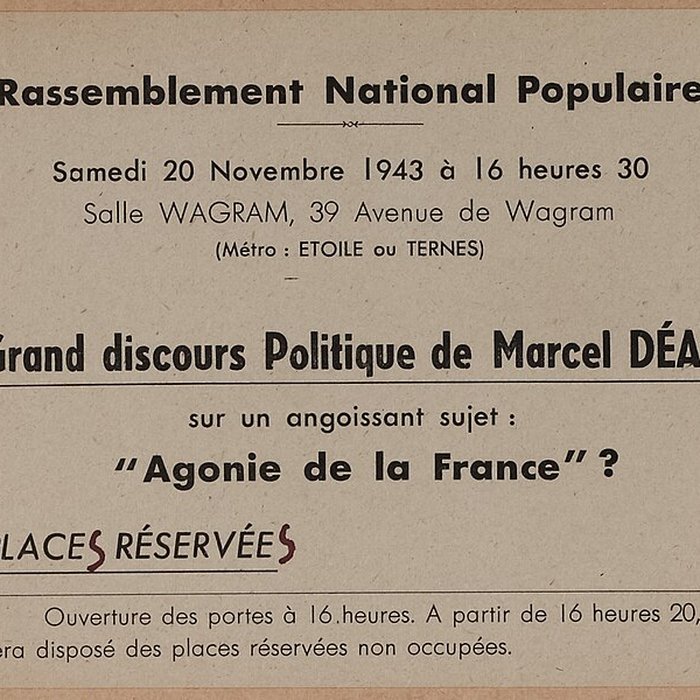 Rassemblement National Populaire
Samedi 20 Novembre 1943 à 16 heures 30
Salle WAGRAM, 39 Avenue de Wagram
(Métro : ETOILE ou TERNES)
Grand discours Politique de Marcel DÉA
sur un angoissant sujet :
"Agonie de la France" ?
PLACES RÉSERVÉES
Ouverture des portes à 16.heures. A partir de 16 heures 20,
era disposé des places réservées non occupées.